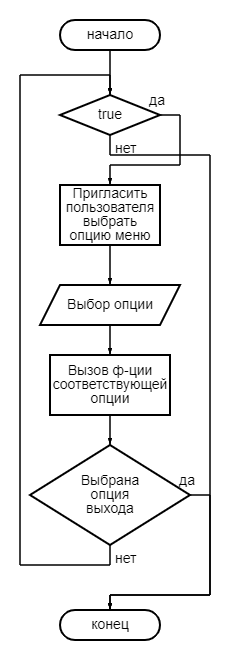 начало
да
true
нет
Пригласить
пользователя
выбрать
опцию меню
Выбор опции
Вызов ф-ции
соответствующей
опции
да
Выбрана
опция
выхода
нет
конец